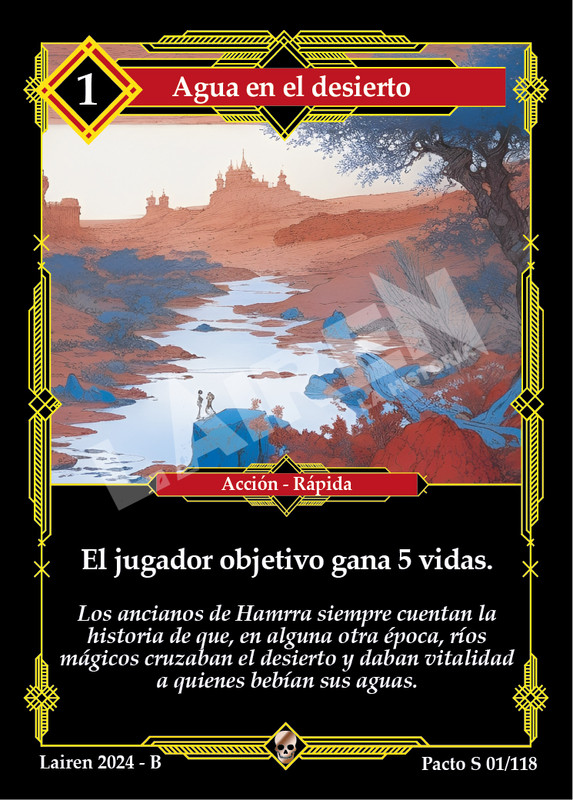 1
Agua en el desierto
LAIREN
HISTORIAS
Acción - Rápida
El jugador objetivo gana 5 vidas.
Los ancianos de Hamrra siempre cuentan la
historia de que, en alguna otra época, ríos
mágicos cruzaban el desierto y daban vitalidad
a quienes bebían sus aguas.
Lairen 2024 - B
Pacto S 01/118